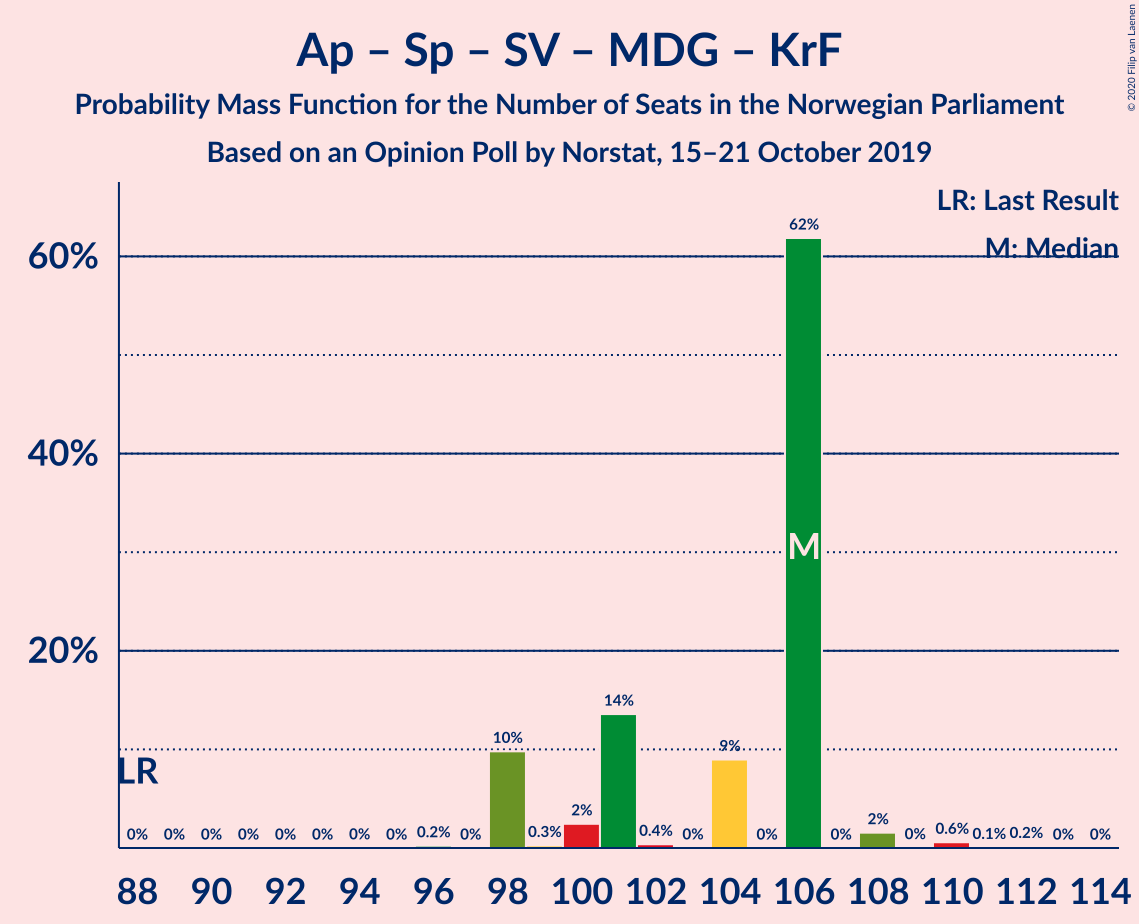 Ap – Sp – SV – MDG – KrF
Probability Mass Function for the Number of Seats in the Norwegian Parliament
Based on an Opinion Poll by Norstat, 15–21 October 2019
© 2020 Filip van Laenen
LR: Last Result
M: Median
60%
40%
20%
LR
M
0% 0% 0% 0% 0% 0% 0% 0% 0.2% 0% 10% 0.3% 2% 14% 0.4% 0% 9% 0% 62% 0% 2% 0% 0.6% 0.1% 0.2% 0% 0%
88 90 92 94 96 98 100 102 104 106 108 110 112 114